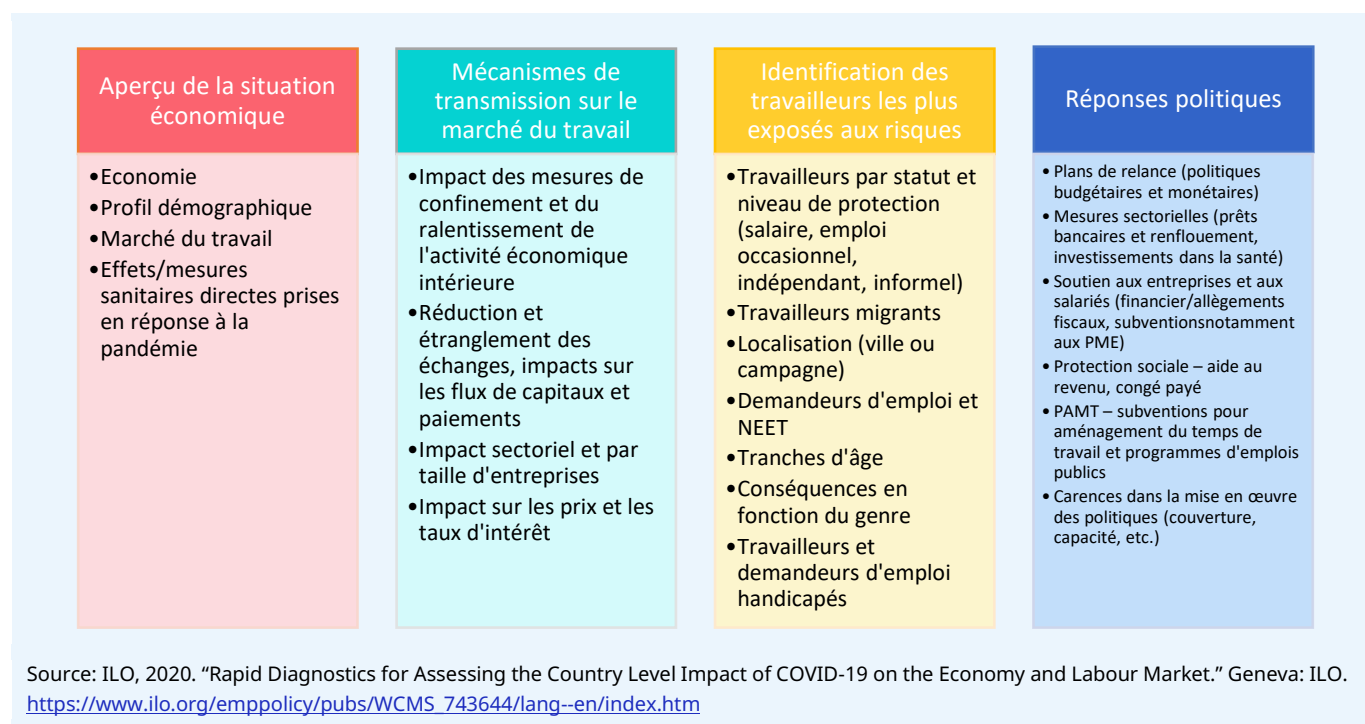 Aperçu de la situation
économique
•Economie
•Profil démographique
•Marché du travail
•Effets/mesures
sanitaires directes prises
en réponse à la
pandémie
Mécanismes de
transmission sur le
marché du travail
•Impact des mesures de
confinement et du
ralentissement de
l'activité économique
intérieure
•Réduction et
étranglement des
échanges, impacts sur
les flux de capitaux et
paiements
•Impact sectoriel et par
taille d'entreprises
•Impact sur les prix et les
taux d'intérêt
Identification des
travailleurs les plus
exposés aux risques
•Travailleurs par statut et
niveau de protection
(salaire, emploi
occasionnel,
indépendant, informel)
•Travailleurs migrants
•Localisation (ville ou
campagne)
•Demandeurs d'emploi et
NEET
•Tranches d'âge
•Conséquences en
fonction du genre
•Travailleurs et
demandeurs d'emploi
handicapés
Réponses politiques
• Plans de relance (politiques
budgétaires et monétaires)
• Mesures sectorielles (prêts
bancaires et renflouement,
investissements dans la santé)
• Soutien aux entreprises et aux
salariés (financier/allègements
fiscaux, subventionsnotamment
aux PME)
• Protection sociale – aide au
revenu, congé payé
• PAMT – subventions pour
aménagement du temps de
travail et programmes d'emplois
publics
• Carences dans la mise en œuvre
des politiques (couverture,
capacité, etc.)
Source: ILO, 2020. “Rapid Diagnostics for Assessing the Country Level Impact of COVID-19 on the Economy and Labour Market.” Geneva: ILO.
https://www.ilo.org/emppolicy/pubs/WCMS_743644/lang--en/index.htm